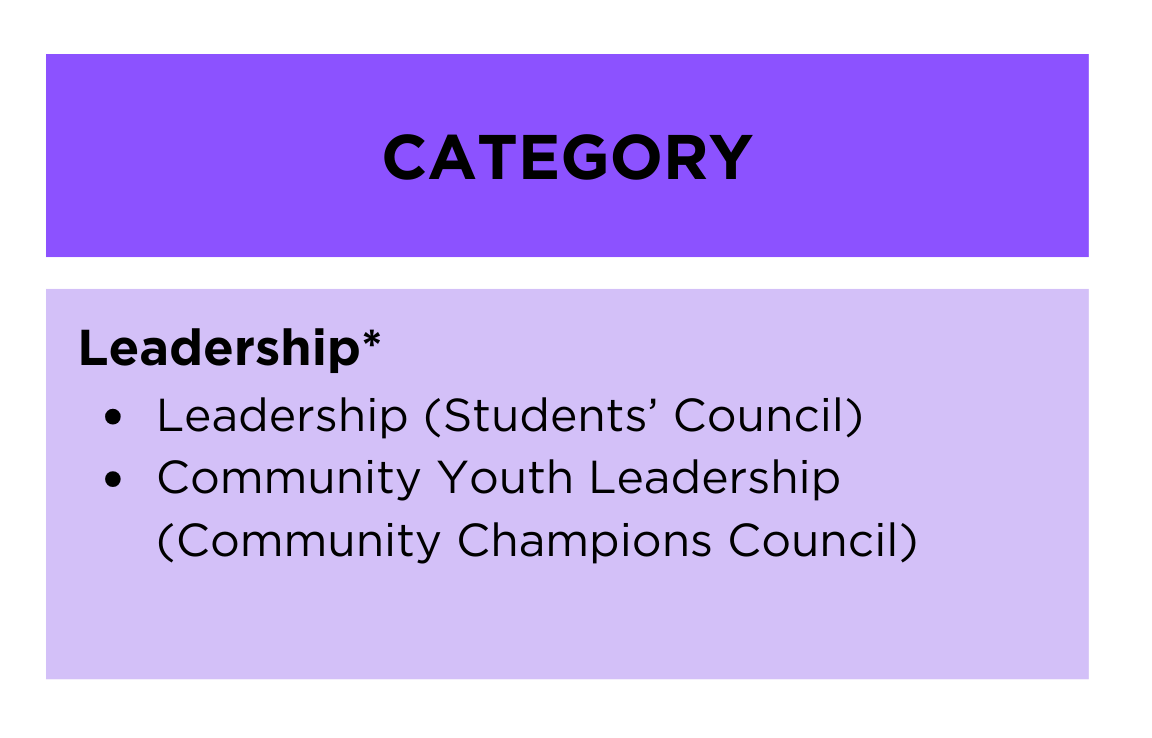 CATEGORY
Leadership*
• Leadership (Students’ Council)
• Community Youth Leadership
(Community Champions Council)